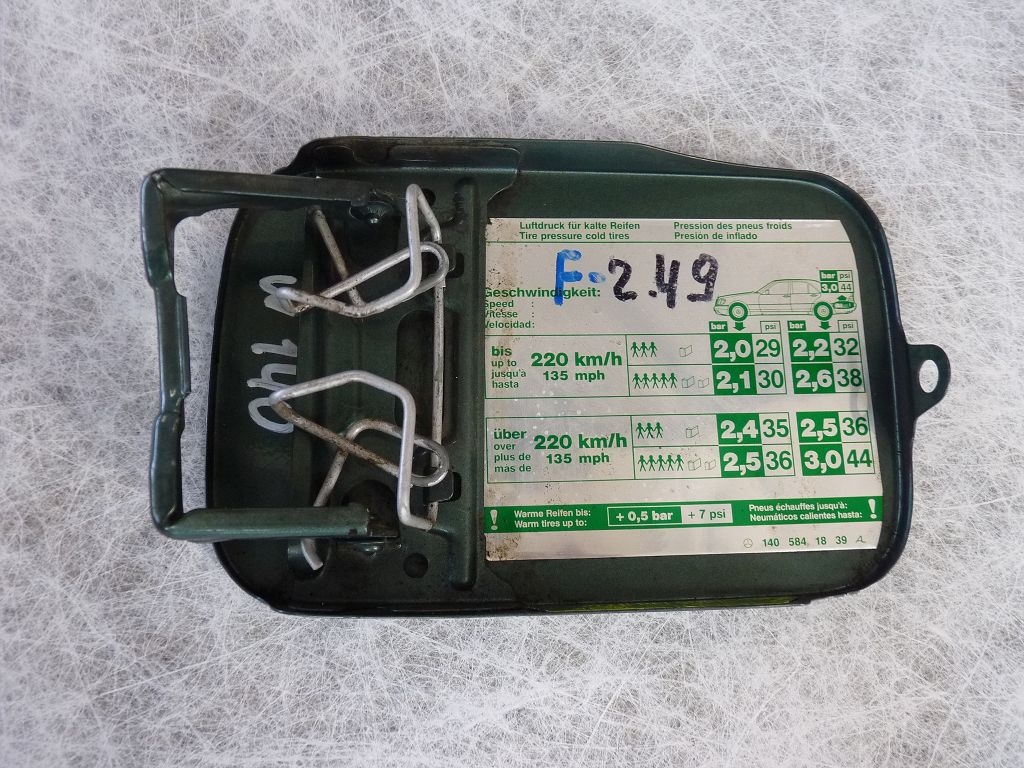 Luftdruck für kalte Reifen Pression des pneus froids
Tire pressure cold tires Presion de inflado
F-2.49
bar psi
3,0 44
Geschwindigkeit:
Speed :
Vitesse :
Velocidad:
bar psi bar psi
bis
up to
jusqu'à
hasta
220 km/h
135 mph
2,0 29 2,2 32
2,1 30 2,6 38
über
over
plus de
mas de
220 km/h
135 mph
2,4 35 2,5 36
2,5 36 3,0 44
! Warme Reifen bis: + 0,5 bar + 7 psi Pneus échauffes jusqu'à: !
Warm tires up to: Neumáticos calientes hasta:
140 584 18 39 A
W 140